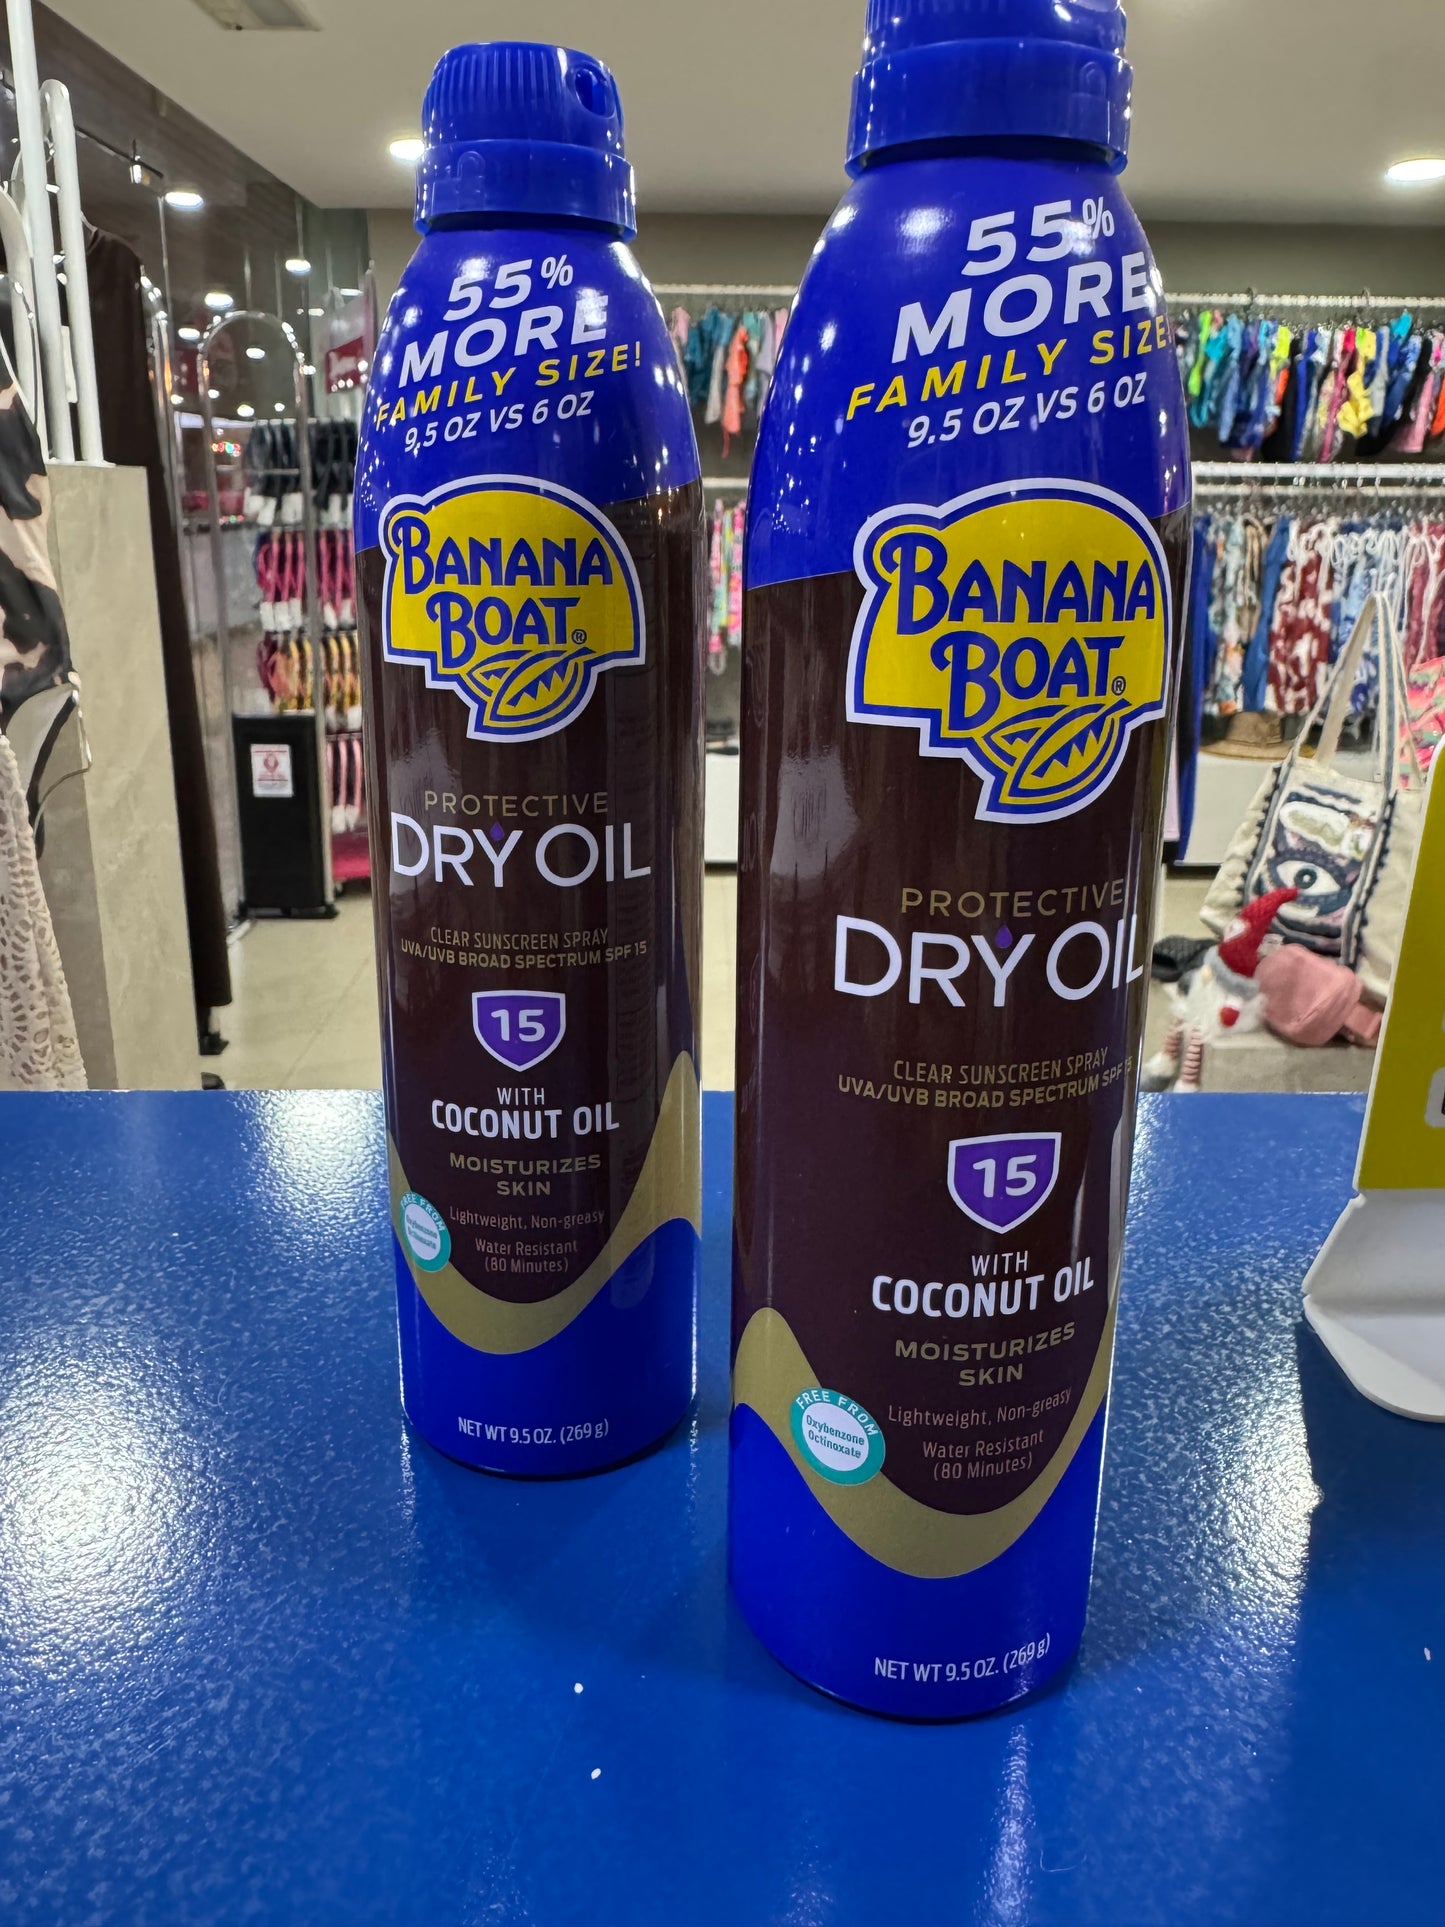 55%
MORE
FAMILY SIZE!
9.5 OZ VS 6 OZ
BANANA
BOAT®
PROTECTIVE
DRY OIL
CLEAR SUNSCREEN SPRAY
UVA/UVB BROAD SPECTRUM SPF 15
15
WITH
COCONUT OIL
MOISTURIZES
SKIN
FREE FROM
Oxybenzone
Octinoxate
Lightweight, Non-greasy
Water Resistant
(80 Minutes)
NET WT 9.5 OZ. (269 g)
55%
MORE
FAMILY SIZE!
9.5 OZ VS 6 OZ
BANANA
BOAT®
PROTECTIVE
DRY OIL
CLEAR SUNSCREEN SPRAY
UVA/UVB BROAD SPECTRUM SPF 15
15
WITH
COCONUT OIL
MOISTURIZES
SKIN
FREE FROM
Oxybenzone
Octinoxate
Lightweight, Non-greasy
Water Resistant
(80 Minutes)
NET WT 9.5 OZ. (269 g)